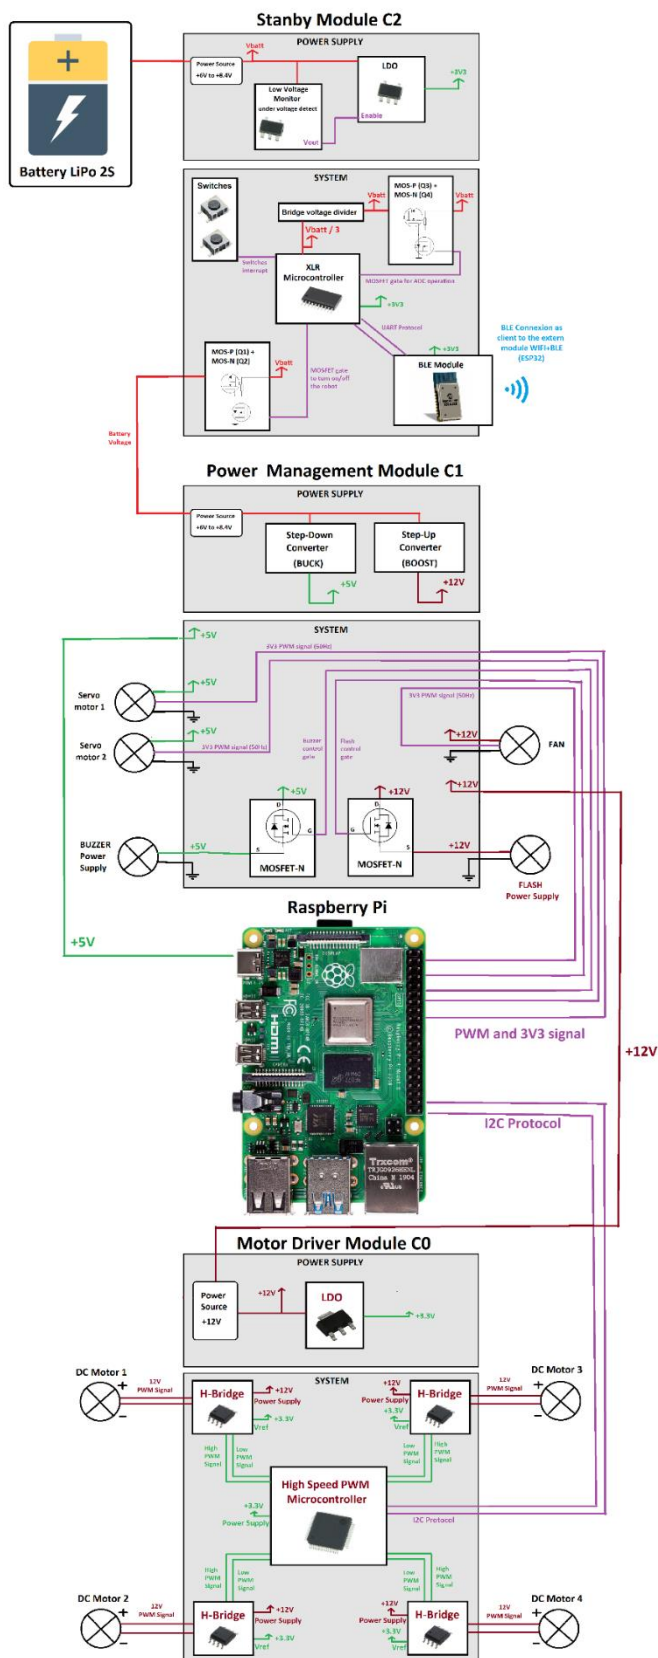 Stanby Module C2
POWER SUPPLY
Power Source
+6V to +8.4V
Vbatt
LDO
+3V3
Low Voltage
Monitor
under voltage detect
Enable
Vout
Battery LiPo 2S
SYSTEM
Switches
Bridge voltage divider
Vbatt
MOS-P (Q3) +
MOS-N (Q4)
Vbatt
Vbatt / 3
Switches
interrupt
XLR
Microcontroller
MOSFET gate for ADC operation
+3V3
UART Protocol
BLE Connexion as
client to the extern
module WIFI+BLE
(ESP32)
MOS-P (Q1) +
MOS-N (Q2)
Vbatt
MOSFET gate
to turn on/off
the robot
+3V3
BLE Module
Battery
Voltage
Power Management Module C1
POWER SUPPLY
Power Source
+6V to +8.4V
Step-Down
Converter
(BUCK)
Step-Up
Converter
(BOOST)
+5V
+12V
SYSTEM
+5V
3V3 PWM signal (50Hz)
Servo
motor 1
+5V
3V3 PWM signal (50Hz)
Servo
motor 2
+5V
3V3 PWM signal (50Hz)
Buzzer
control
gate
Flash
control
gate
+12V
FAN
+12V
+5V
+12V
D
G
S
D
G
S
BUZZER
Power
Supply
+5V
MOSFET-N
MOSFET-N
+12V
FLASH
Power Supply
Raspberry Pi
+5V
HDMI
FC
CE
PWM and 3V3 signal
+12V
I2C Protocol
Trxcom®
China
1904
Motor Driver Module C0
POWER SUPPLY
Power
Source
+12V
+12V
LDO
+3.3V
SYSTEM
DC Motor 1
12V
PWM Signal
+
−
H-Bridge
+12V
Power Supply
+3.3V
Vref
+12V
Power Supply
+3.3V
Vref
H-Bridge
12V
PWM Signal
DC Motor 3
+
−
High
PWM
Signal
Low
PWM
Signal
Low
PWM
Signal
High
PWM
Signal
High Speed PWM
Microcontroller
+3.3V
Power Supply
I2C Protocol
High
PWM
Signal
Low
PWM
Signal
Low
PWM
Signal
High
PWM
Signal
DC Motor 2
12V
PWM Signal
+
−
H-Bridge
+12V
Power Supply
+3.3V
Vref
+12V
Power Supply
+3.3V
Vref
H-Bridge
12V
PWM Signal
DC Motor 4
+
−